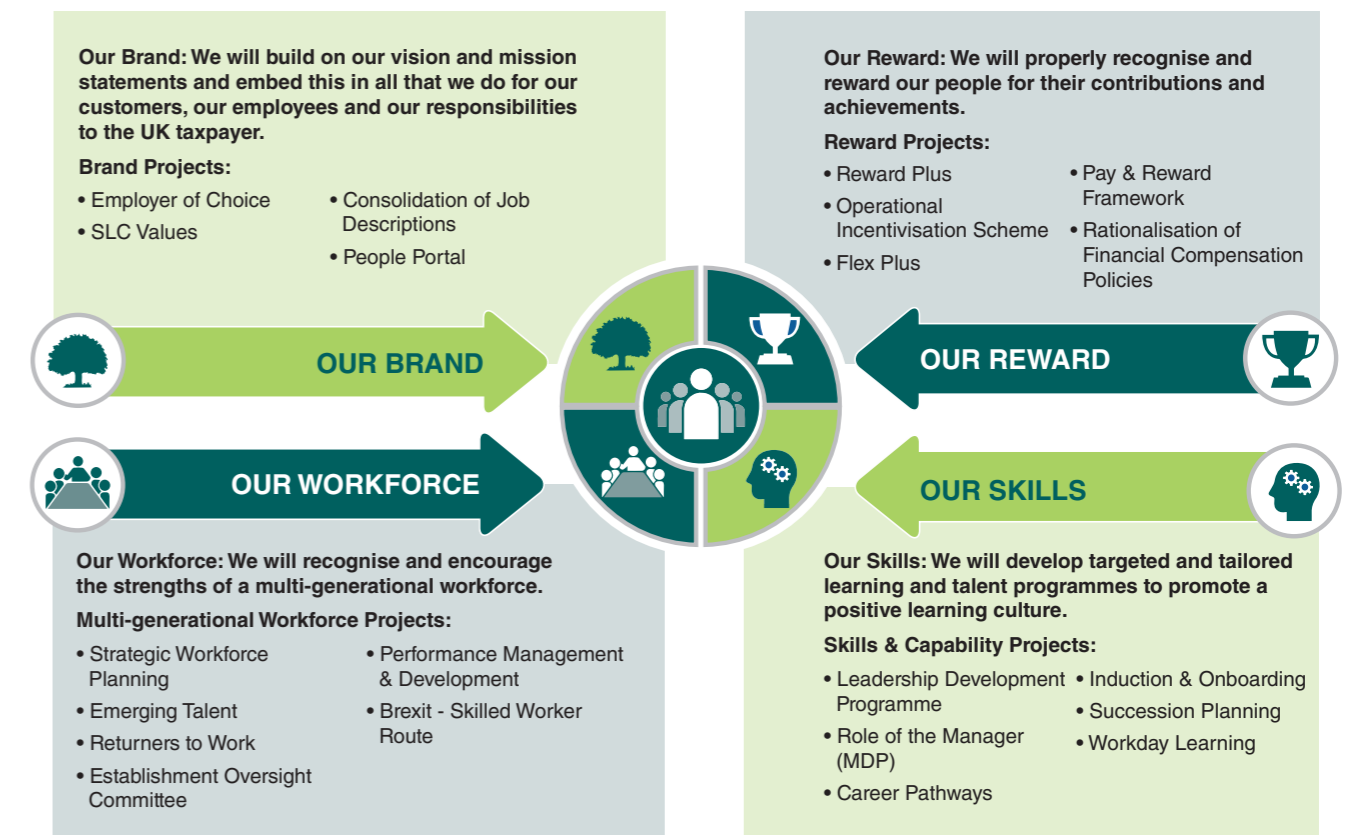 Our Brand: We will build on our vision and mission
statements and embed this in all that we do for our
customers, our employees and our responsibilities
to the UK taxpayer.
Brand Projects:
• Employer of Choice
• SLC Values
• Consolidation of Job
Descriptions
• People Portal
Our Reward: We will properly recognise and
reward our people for their contributions and
achievements.
Reward Projects:
• Reward Plus
• Operational
Incentivisation Scheme
• Flex Plus
• Pay & Reward
Framework
• Rationalisation of
Financial Compensation
Policies
OUR BRAND
OUR REWARD
OUR WORKFORCE
OUR SKILLS
Our Workforce: We will recognise and encourage
the strengths of a multi-generational workforce.
Multi-generational Workforce Projects:
• Strategic Workforce
Planning
• Emerging Talent
• Returners to Work
• Establishment Oversight
Committee
• Performance Management
& Development
• Brexit - Skilled Worker
Route
Our Skills: We will develop targeted and tailored
learning and talent programmes to promote a
positive learning culture.
Skills & Capability Projects:
• Leadership Development
Programme
• Role of the Manager
(MDP)
• Career Pathways
• Induction & Onboarding
• Succession Planning
• Workday Learning